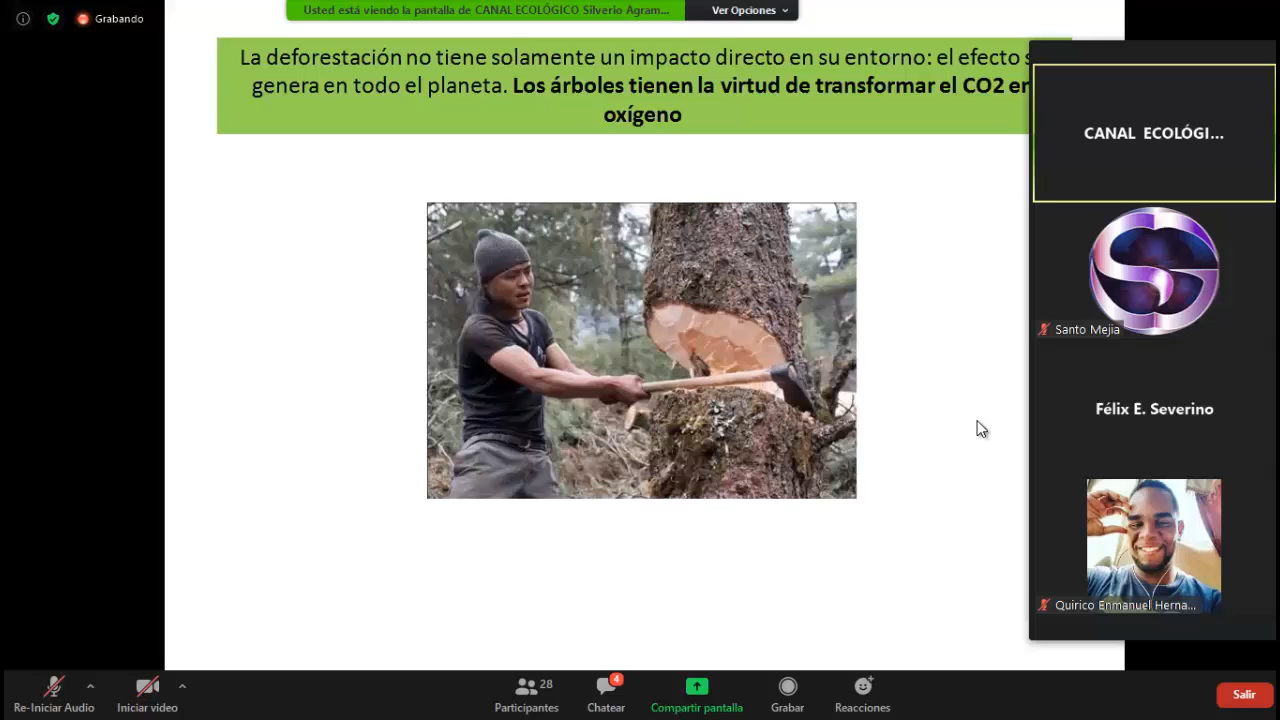 Grabando
Usted está viendo la pantalla de CANAL ECOLÓGICO Silverio Agram...
Ver Opciones
La deforestación no tiene solamente un impacto directo en su entorno: el efecto s
genera en todo el planeta. Los árboles tienen la virtud de transformar el CO2 en
oxígeno
CANAL ECOLÓGI...
Santo Mejia
Félix E. Severino
Quirico Enmanuel Herna...
Re-Iniciar Audio
Iniciar video
Participantes
28
Chatear
4
Compartir pantalla
Grabar
Reacciones
Salir